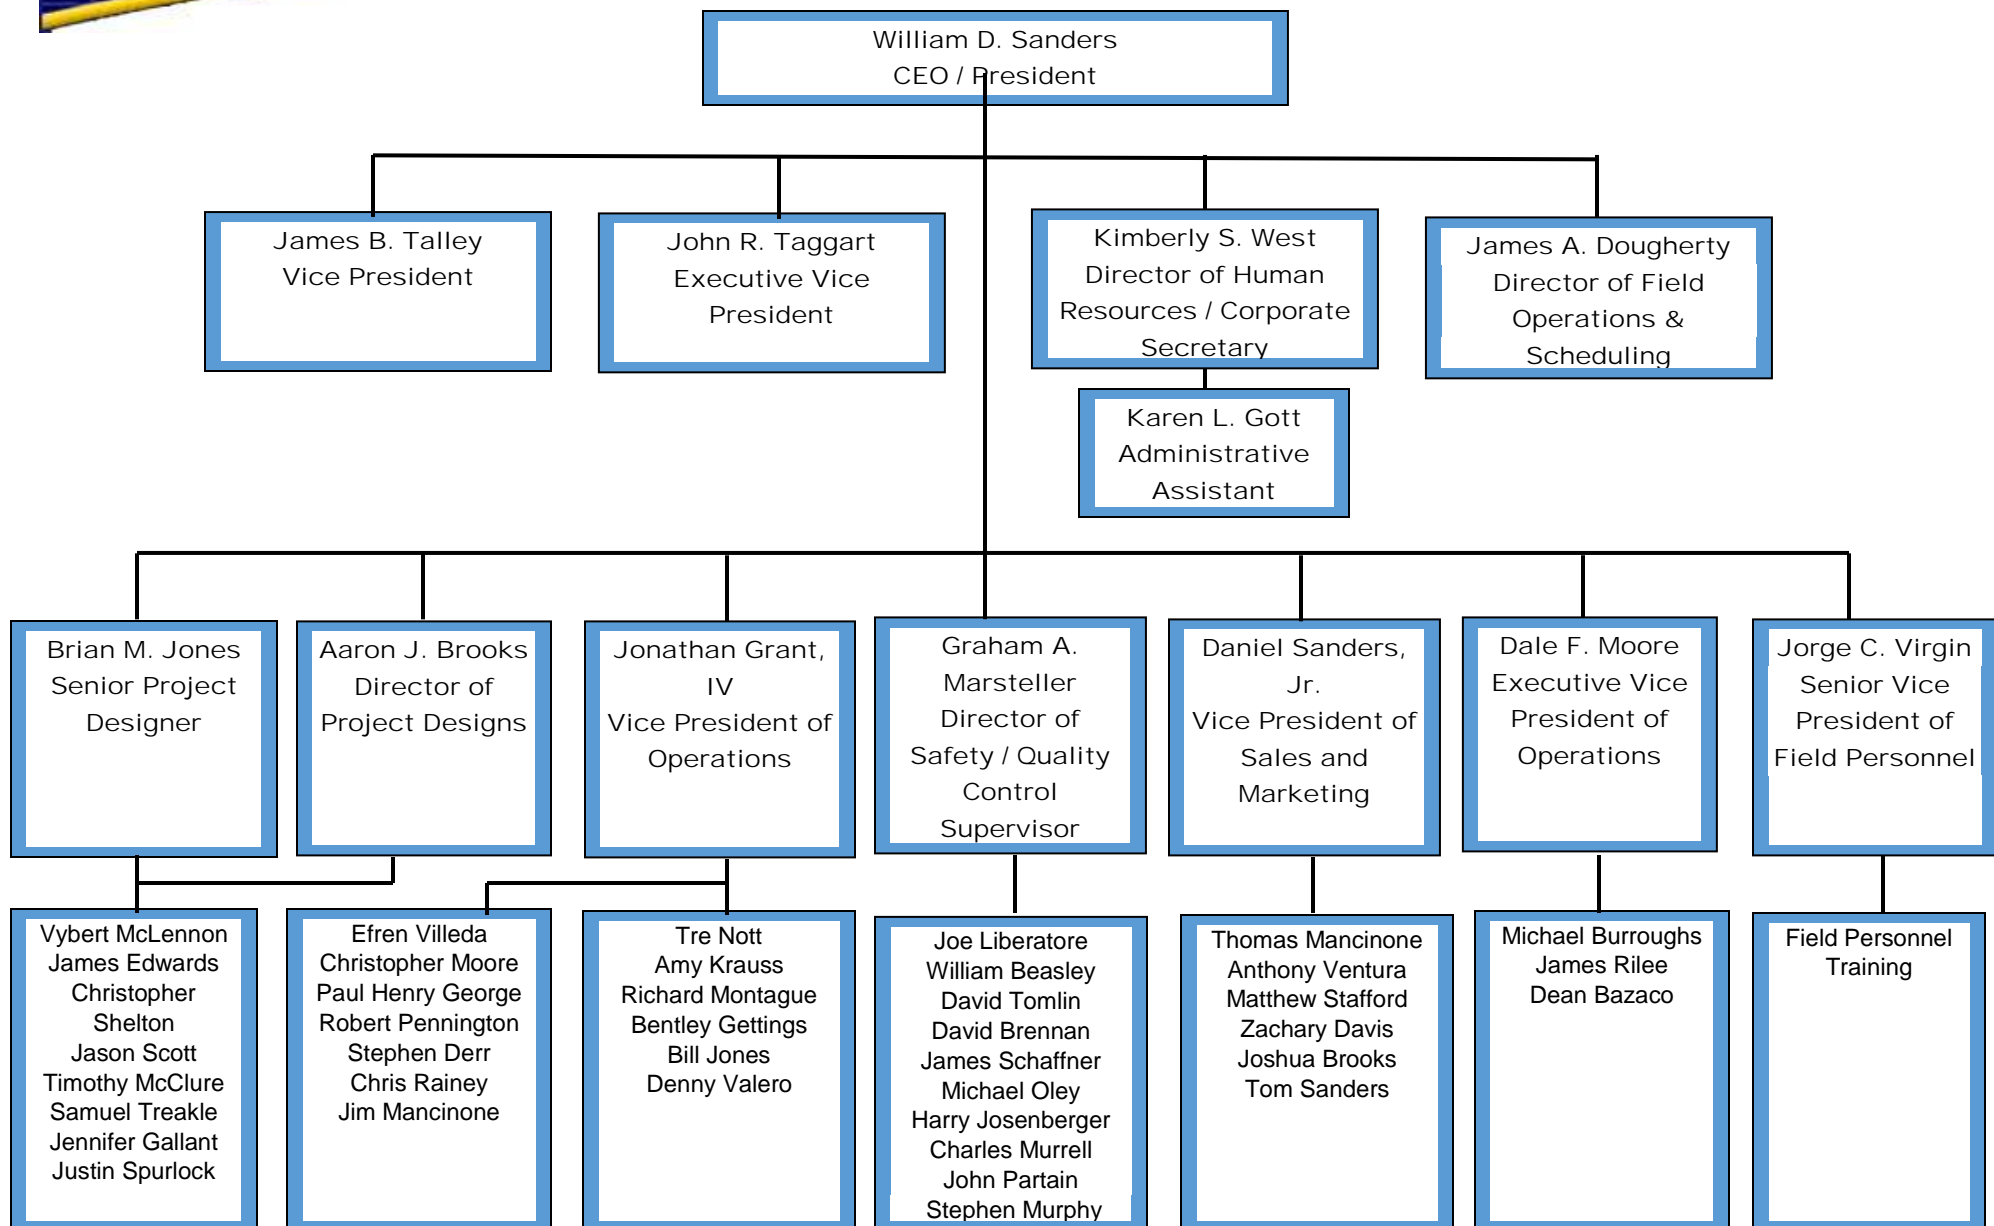 William D. Sanders
CEO / President
James B. Talley
Vice President
John R. Taggart
Executive Vice
President
Kimberly S. West
Director of Human
Resources / Corporate
Secretary
James A. Dougherty
Director of Field
Operations &
Scheduling
Karen L. Gott
Administrative
Assistant
Brian M. Jones
Senior Project
Designer
Aaron J. Brooks
Director of
Project Designs
Jonathan Grant,
IV
Vice President of
Operations
Graham A.
Marsteller
Director of
Safety / Quality
Control
Supervisor
Daniel Sanders,
Jr.
Vice President of
Sales and
Marketing
Dale F. Moore
Executive Vice
President of
Operations
Jorge C. Virgin
Senior Vice
President of
Field Personnel
Vybert McLennon
James Edwards
Christopher
Shelton
Jason Scott
Timothy McClure
Samuel Treakle
Jennifer Gallant
Justin Spurlock
Efren Villeda
Christopher Moore
Paul Henry George
Robert Pennington
Stephen Derr
Chris Rainey
Jim Mancinone
Tre Nott
Amy Krauss
Richard Montague
Bentley Gettings
Bill Jones
Denny Valero
Joe Liberatore
William Beasley
David Tomlin
David Brennan
James Schaffner
Michael Oley
Harry Josenberger
Charles Murrell
John Partain
Stephen Murphy
Thomas Mancinone
Anthony Ventura
Matthew Stafford
Zachary Davis
Joshua Brooks
Tom Sanders
Michael Burroughs
James Rilee
Dean Bazaco
Field Personnel
Training